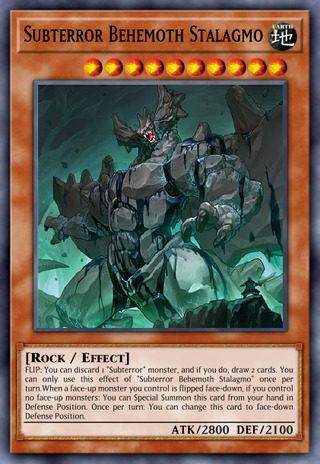 Subterror Behemoth Stalagmo
EARTH
地
[Rock / Effect]
FLIP: You can discard 1 "Subterror" monster, and if you do, draw 2 cards. You
can only use this effect of "Subterror Behemoth Stalagmo" once per
turn.When a face-up monster you control is flipped face-down, if you control
no face-up monsters: You can Special Summon this card from your hand in
Defense Position. Once per turn: You can change this card to face-down
Defense Position.
ATK/2800 DEF/2100